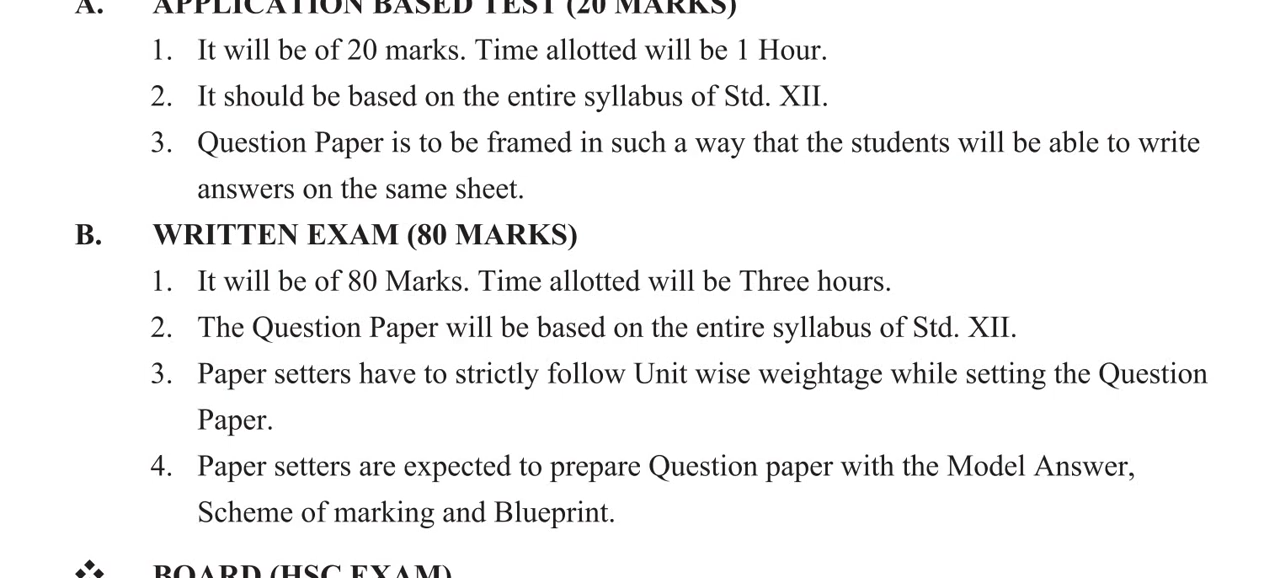 A. APPLICATION BASED TEST (20 MARKS)
1. It will be of 20 marks. Time allotted will be 1 Hour.
2. It should be based on the entire syllabus of Std. XII.
3. Question Paper is to be framed in such a way that the students will be able to write
answers on the same sheet.
B. WRITTEN EXAM (80 MARKS)
1. It will be of 80 Marks. Time allotted will be Three hours.
2. The Question Paper will be based on the entire syllabus of Std. XII.
3. Paper setters have to strictly follow Unit wise weightage while setting the Question
Paper.
4. Paper setters are expected to prepare Question paper with the Model Answer,
Scheme of marking and Blueprint.
❖ BOARD (HSC EXAM)